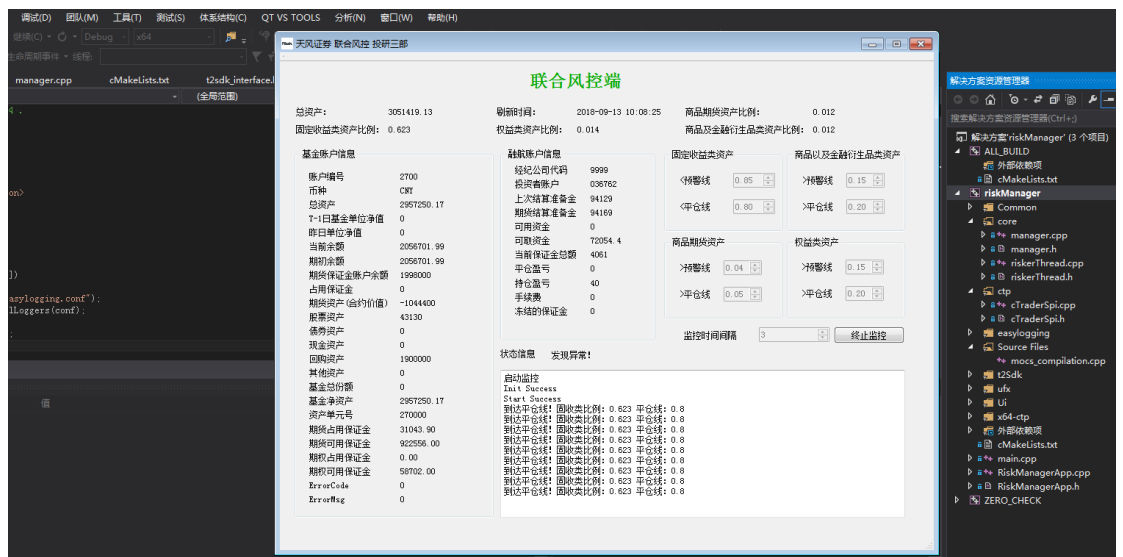 调试(D) 团队(M) 工具(T) 测试(S) 体系结构(C) QT VS TOOLS 分析(N) 窗口(W) 帮助(H)
继续(C) Debug x64
生命周期事件 线程:
manager.cpp cMakeLists.txt t2sdk_interface.l
(全局范围)
on>
])
asylogging.conf");
lLoggers(conf);
值
天风证券 联合风控 投研三部
联合风控端
总资产: 3051419.13 刷新时间: 2018-09-13 10:08:25 商品期货资产比例: 0.012
固定收益类资产比例: 0.623 权益类资产比例: 0.014 商品及金融衍生品类资产比例: 0.012
基金账户信息
账户编号 2700
币种 CNY
总资产 2957250.17
T-1日基金单位净值 0
昨日单位净值 0
当前余额 2056701.99
期初余额 2056701.99
期货保证金账户余额 1998000
占用保证金 0
期货资产(合约价值) -1044400
股票资产 43130
债券资产 0
现金资产 0
回购资产 1900000
其他资产 0
基金总份额 0
基金净资产 2957250.17
资产单元号 270000
期货占用保证金 31043.90
期货可用保证金 922556.00
期权占用保证金 0.00
期权可用保证金 58702.00
ErrorCode 0
ErrorMsg 0
融航账户信息
经纪公司代码 9999
投资者账户 036762
上次结算准备金 94129
期货结算准备金 94169
可用资金 0
可取资金 72054.4
当前保证金总额 4061
平仓盈亏 0
持仓盈亏 40
手续费 0
冻结的保证金 0
固定收益类资产
<预警线 0.85
<平仓线 0.80
商品以及金融衍生品类资产
>预警线 0.15
>平仓线 0.20
商品期货资产
>预警线 0.04
>平仓线 0.05
权益类资产
>预警线 0.15
>平仓线 0.20
监控时间间隔 3 终止监控
状态信息 发现异常!
启动监控
Init Success
Start Success
到达平仓线! 固收类比例: 0.623 平仓线: 0.8
到达平仓线! 固收类比例: 0.623 平仓线: 0.8
到达平仓线! 固收类比例: 0.623 平仓线: 0.8
到达平仓线! 固收类比例: 0.623 平仓线: 0.8
到达平仓线! 固收类比例: 0.623 平仓线: 0.8
到达平仓线! 固收类比例: 0.623 平仓线: 0.8
到达平仓线! 固收类比例: 0.623 平仓线: 0.8
到达平仓线! 固收类比例: 0.623 平仓线: 0.8
到达平仓线! 固收类比例: 0.623 平仓线: 0.8
解决方案资源管理器
搜索解决方案资源管理器(Ctrl+;)
解决方案'riskManager' (3 个项目)
ALL_BUILD
外部依赖项
cMakeLists.txt
riskManager
Common
core
manager.cpp
manager.h
riskerThread.cpp
riskerThread.h
ctp
cTraderSpi.cpp
cTraderSpi.h
easylogging
Source Files
mocs_compilation.cpp
t2Sdk
ufx
Ui
x64-ctp
外部依赖项
cMakeLists.txt
main.cpp
RiskManagerApp.cpp
RiskManagerApp.h
ZERO_CHECK